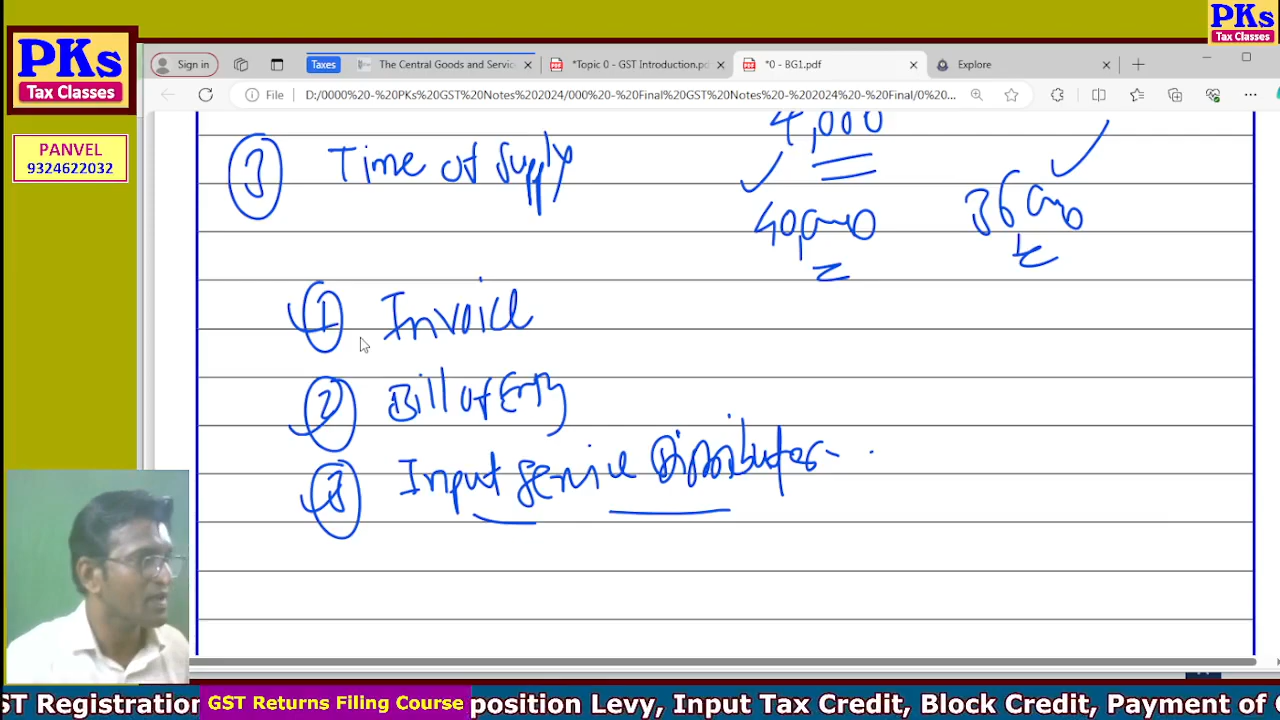 PKs
Tax Classes
PKs
Tax Classes
PANVEL
9324622032
Sign in
Taxes
The Central Goods and Servic
*Topic 0 - GST Introduction.pd
*0 - BG1.pdf
Explore
File
D:/0000%20-%20PKs%20GST%20Notes%202024/000%20-%20Final%20GST%20Notes%20-%202024%20-%20Final/0%20...
4,000
3 Time of Supply
40,000
36000
1 Invoice
2 Bill of Entry
3 Input Service Distributor
ST Registration
GST Returns Filing Course
position Levy, Input Tax Credit, Block Credit, Payment of